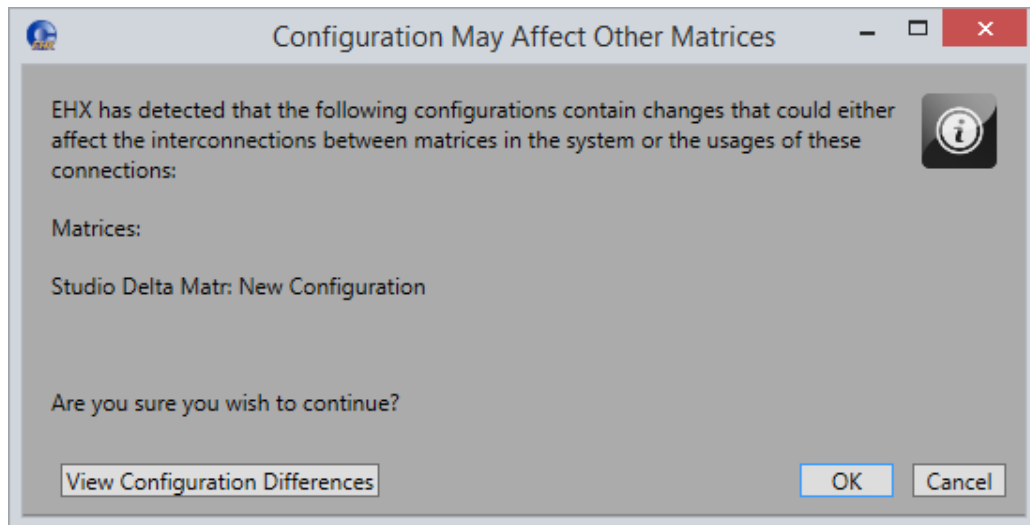 Configuration May Affect Other Matrices
EHX has detected that the following configurations contain changes that could either
affect the interconnections between matrices in the system or the usages of these
connections:
Matrices:
Studio Delta Matr: New Configuration
Are you sure you wish to continue?
View Configuration Differences
OK
Cancel